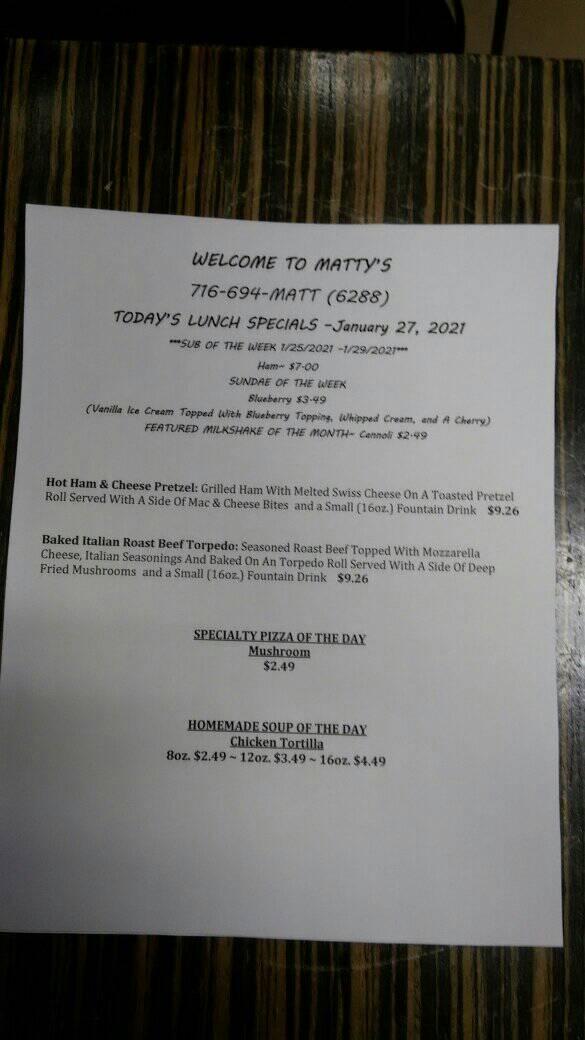 WELCOME TO MATTY'S
716-694-MATT (6288)
TODAY'S LUNCH SPECIALS -January 27, 2021
***SUB OF THE WEEK 1/25/2021 -1/29/2021***
Ham~ $7.00
SUNDAE OF THE WEEK
Blueberry $3.49
(Vanilla Ice Cream Topped With Blueberry Topping, Whipped Cream, and A Cherry)
FEATURED MILKSHAKE OF THE MONTH~ Cannoli $2.49
Hot Ham & Cheese Pretzel: Grilled Ham With Melted Swiss Cheese On A Toasted Pretzel
Roll Served With A Side Of Mac & Cheese Bites and a Small (16oz.) Fountain Drink $9.26
Baked Italian Roast Beef Torpedo: Seasoned Roast Beef Topped With Mozzarella
Cheese, Italian Seasonings And Baked On An Torpedo Roll Served With A Side Of Deep
Fried Mushrooms and a Small (16oz.) Fountain Drink $9.26
SPECIALTY PIZZA OF THE DAY
Mushroom
$2.49
HOMEMADE SOUP OF THE DAY
Chicken Tortilla
8oz. $2.49 ~ 12oz. $3.49 ~ 16oz. $4.49